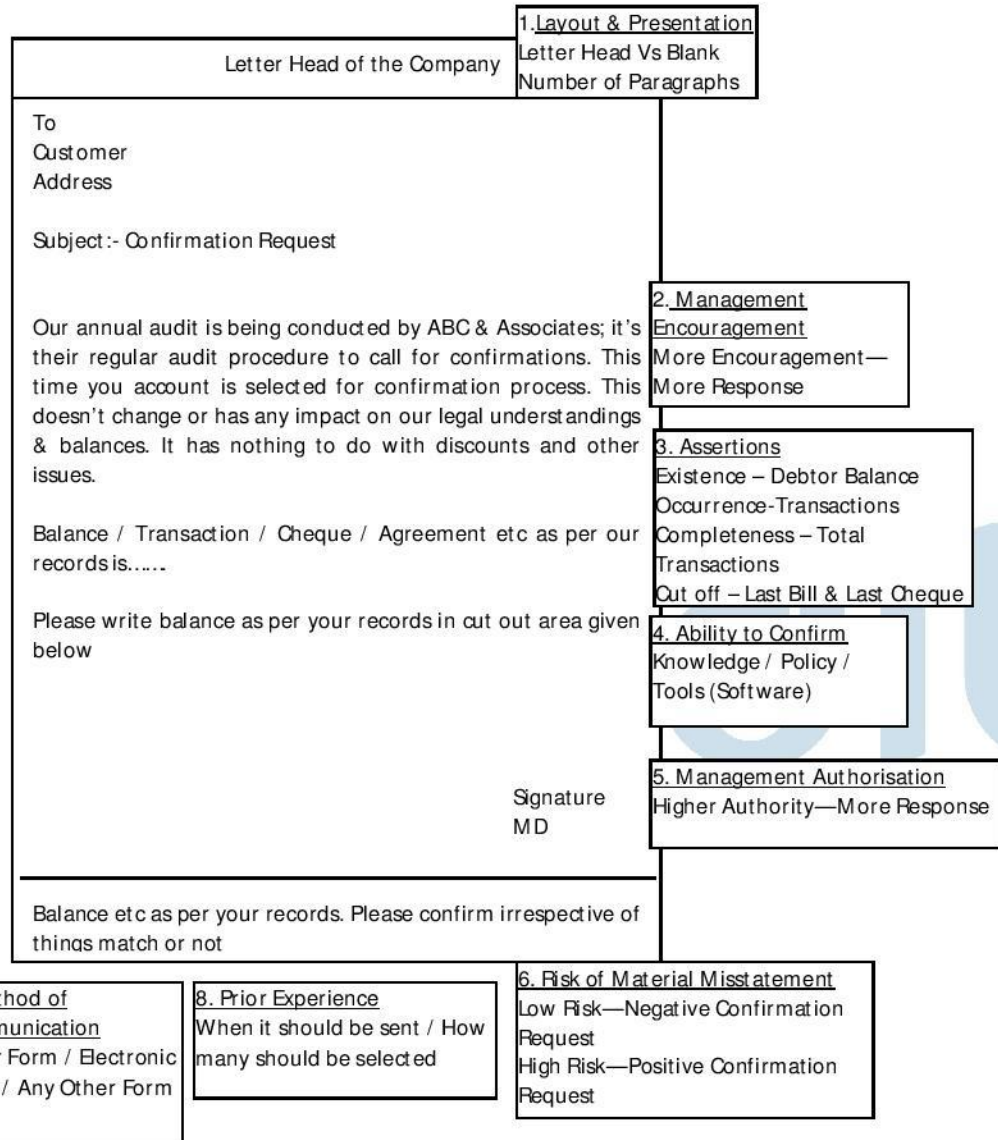 1.Layout & Presentation
Letter Head Vs Blank
Number of Paragraphs
Letter Head of the Company
To
Customer
Address
Subject:- Confirmation Request
Our annual audit is being conducted by ABC & Associates; it's
their regular audit procedure to call for confirmations. This
time you account is selected for confirmation process. This
doesn't change or has any impact on our legal understandings
& balances. It has nothing to do with discounts and other
issues.
Balance / Transaction / Cheque / Agreement etc as per our
records is......
Please write balance as per your records in cut out area given
below
Signature
MD
Balance etc as per your records. Please confirm irrespective of
things match or not
2. Management
Encouragement
More Encouragement—
More Response
3. Assertions
Existence – Debtor Balance
Occurrence-Transactions
Completeness – Total
Transactions
Cut off – Last Bill & Last Cheque
4. Ability to Confirm
Knowledge / Policy /
Tools (Software)
5. Management Authorisation
Higher Authority—More Response
6. Risk of Material Misstatement
Low Risk—Negative Confirmation
Request
High Risk—Positive Confirmation
Request
of
Form / Electronic
/ Any Other Form
8. Prior Experience
When it should be sent / How
many should be selected